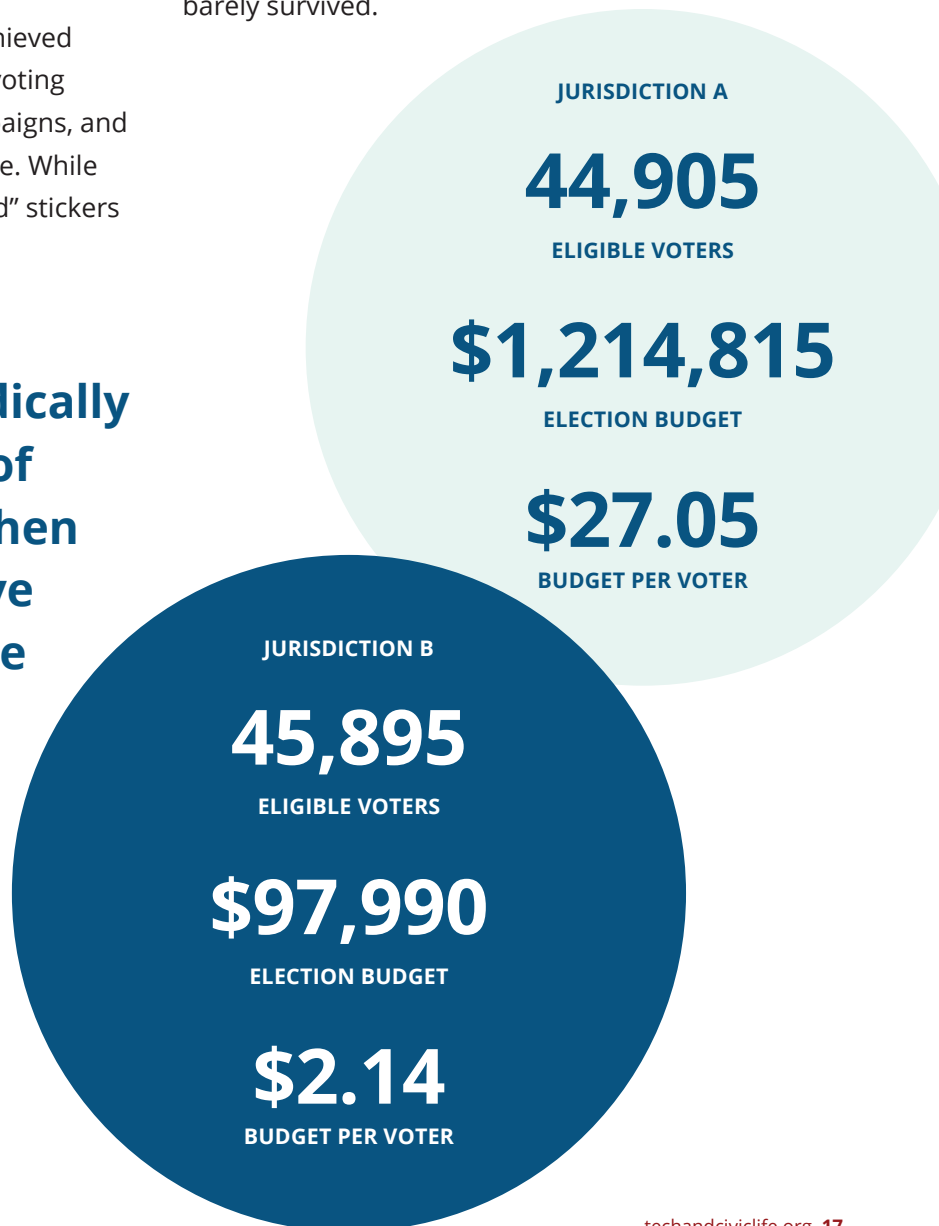 barely survived.
voting
aigns, and
e. While
d” stickers
dically
of
hen
ve
e
JURISDICTION A
44,905
ELIGIBLE VOTERS
$1,214,815
ELECTION BUDGET
$27.05
BUDGET PER VOTER
JURISDICTION B
45,895
ELIGIBLE VOTERS
$97,990
ELECTION BUDGET
$2.14
BUDGET PER VOTER
techandciviclife.org 17